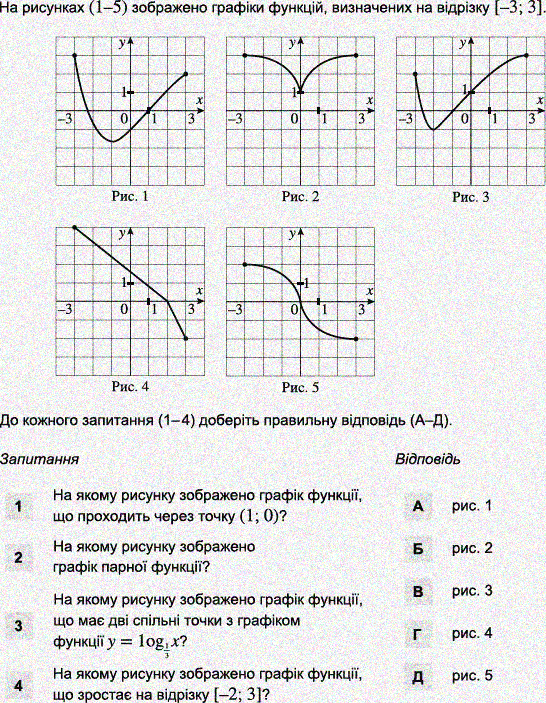 На рисунках (1–5) зображено графіки функцій, визначених на відрізку [–3; 3].
y
1
x
–3
0
1
3
Рис. 1
y
1
x
–3
0
1
3
Рис. 2
y
1
x
–3
0
1
3
Рис. 3
y
1
x
–3
0
1
3
Рис. 4
y
1
x
–3
0
1
3
Рис. 5
До кожного запитання (1–4) доберіть правильну відповідь (А–Д).
Запитання
1 На якому рисунку зображено графік функції,
що проходить через точку (1; 0)?
2 На якому рисунку зображено
графік парної функції?
3 На якому рисунку зображено графік функції,
що має дві спільні точки з графіком
функції y = log_{1/3} x?
4 На якому рисунку зображено графік функції,
що зростає на відрізку [–2; 3]?
Відповідь
А рис. 1
Б рис. 2
В рис. 3
Г рис. 4
Д рис. 5